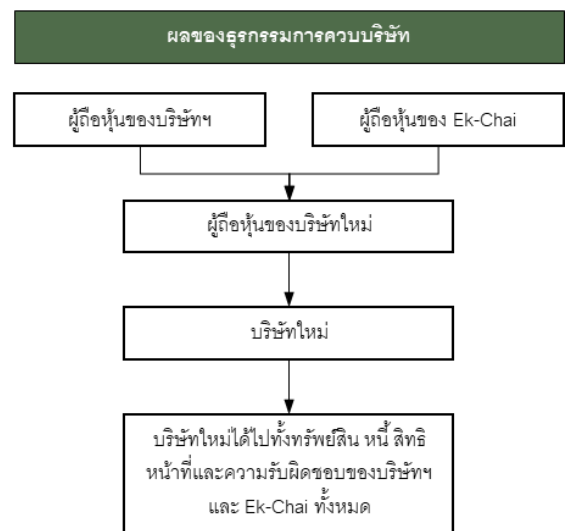 ผลของธุรกรรมการควบบริษัท
ผู้ถือหุ้นของบริษัทฯ
ผู้ถือหุ้นของ Ek-Chai
ผู้ถือหุ้นของบริษัทใหม่
บริษัทใหม่
บริษัทใหม่ได้ไปทั้งทรัพย์สิน หนี้ สิทธิ
หน้าที่และความรับผิดชอบของบริษัทฯ
และ Ek-Chai ทั้งหมด